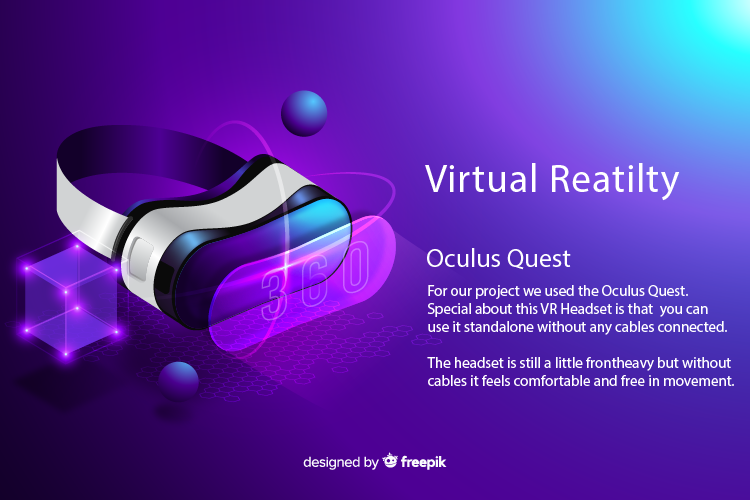 Virtual Reatilty
360
Oculus Quest
For our project we used the Oculus Quest.
Special about this VR Headset is that you can
use it standalone without any cables connected.
The headset is still a little frontheavy but without
cables it feels comfortable and free in movement.
designed by freepik